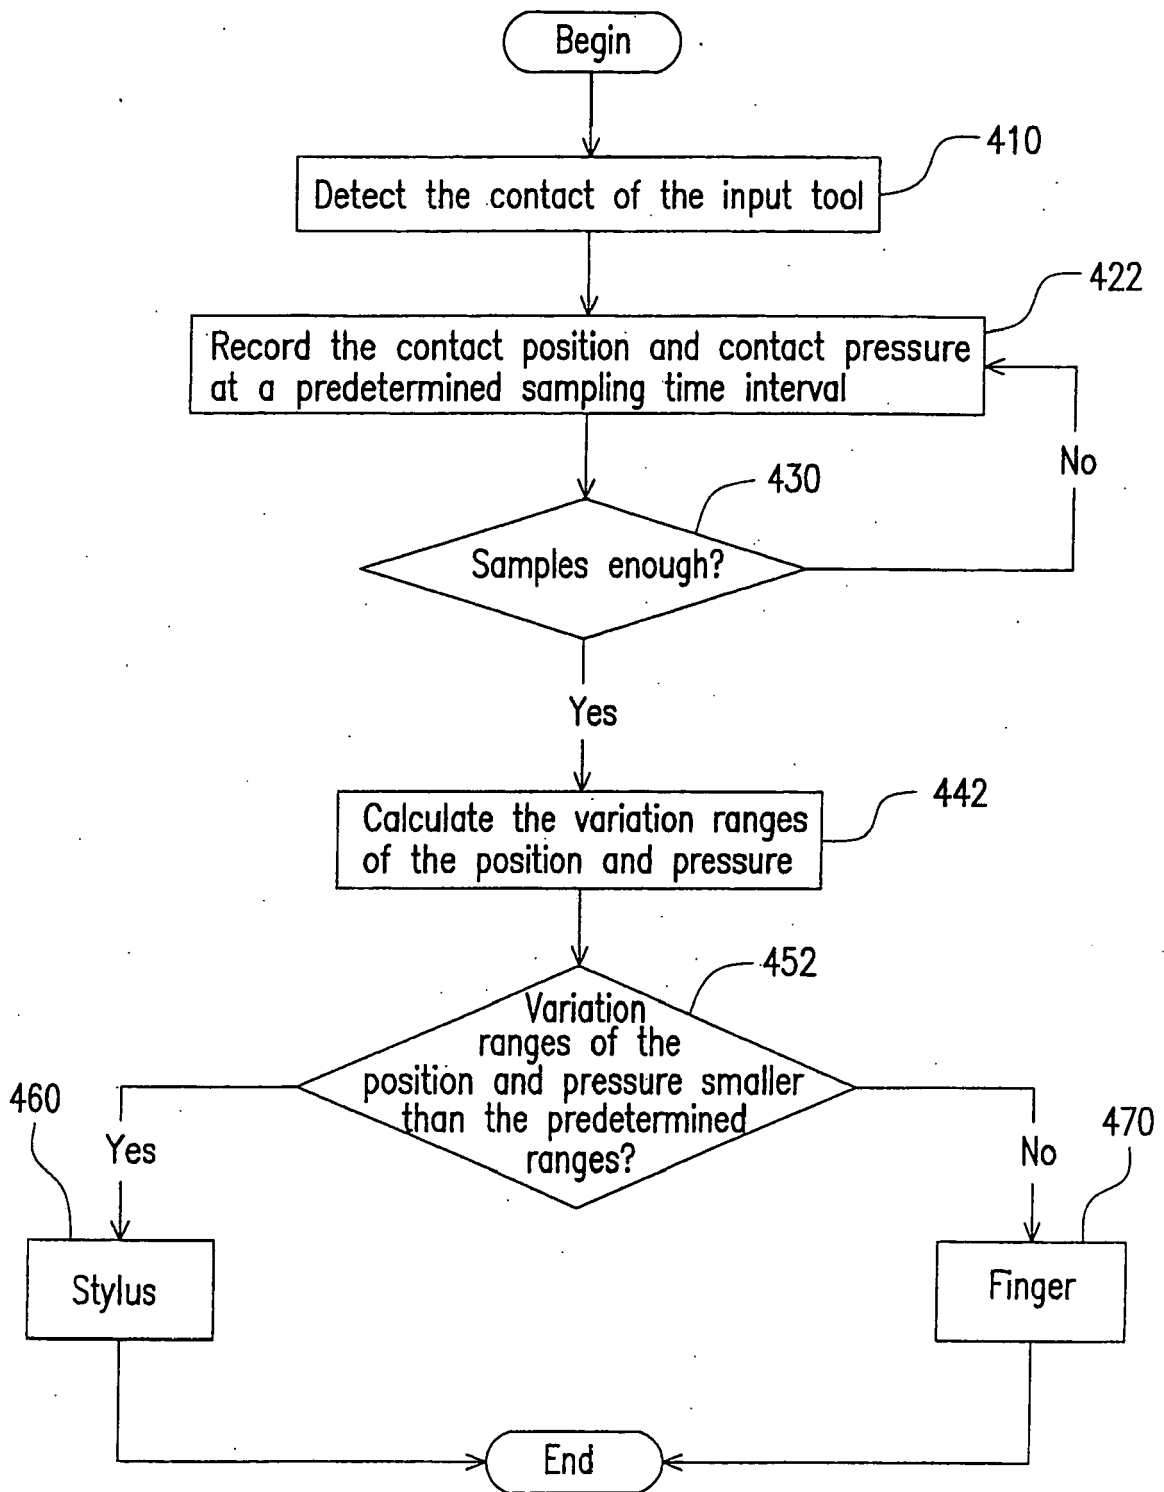 Begin
410
Detect the contact of the input tool
422
Record the contact position and contact pressure
at a predetermined sampling time interval
No
430
Samples enough?
Yes
442
Calculate the variation ranges
of the position and pressure
452
Variation
ranges of the
position and pressure smaller
than the predetermined
ranges?
460
Yes
470
No
Stylus
Finger
End